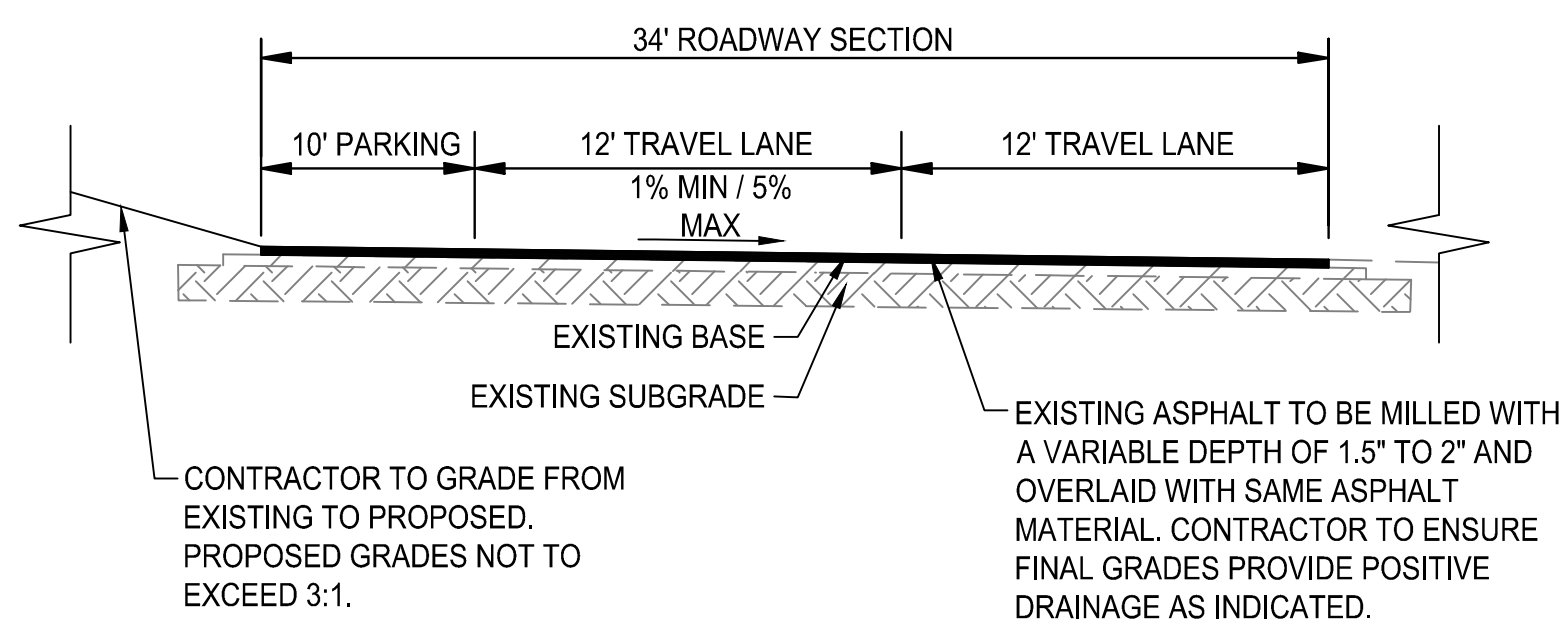 34' ROADWAY SECTION
10' PARKING
12' TRAVEL LANE
12' TRAVEL LANE
1% MIN / 5%
MAX
EXISTING BASE
EXISTING SUBGRADE
CONTRACTOR TO GRADE FROM
EXISTING TO PROPOSED.
PROPOSED GRADES NOT TO
EXCEED 3:1.
EXISTING ASPHALT TO BE MILLED WITH
A VARIABLE DEPTH OF 1.5" TO 2" AND
OVERLAID WITH SAME ASPHALT
MATERIAL. CONTRACTOR TO ENSURE
FINAL GRADES PROVIDE POSITIVE
DRAINAGE AS INDICATED.